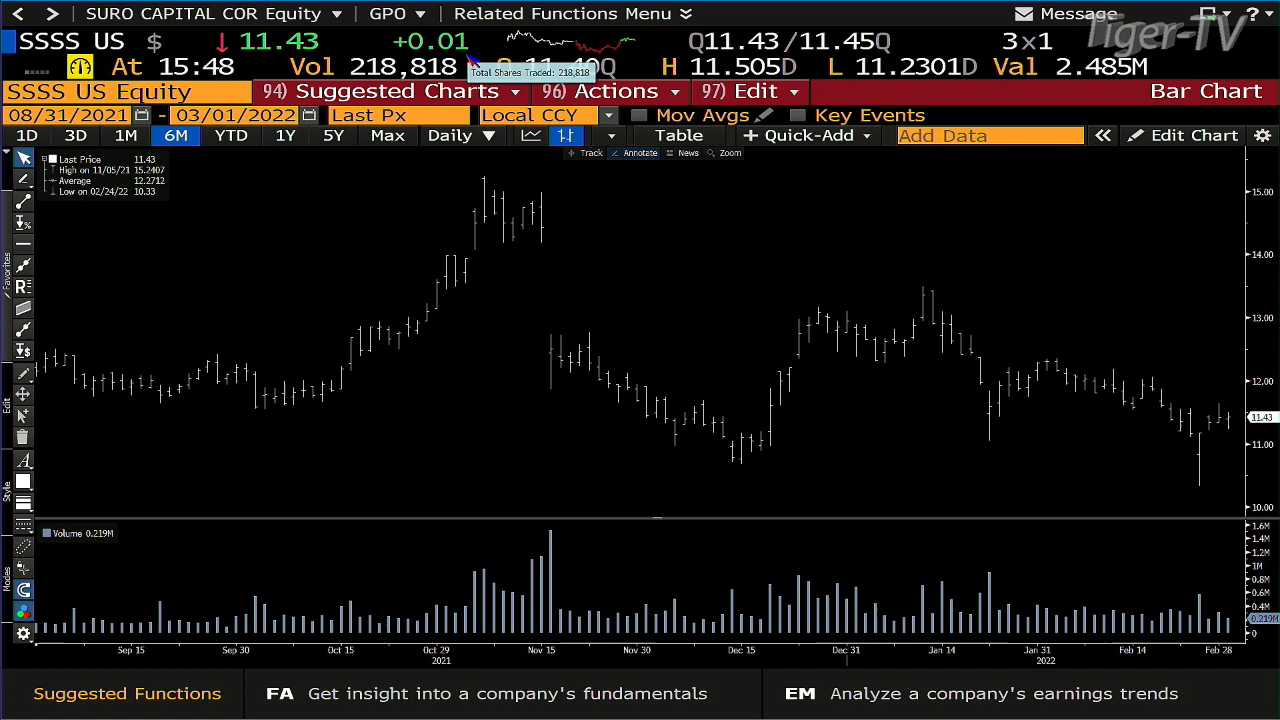 SURO CAPITAL COR Equity GPO Related Functions Menu Message ?
SSSS US $ ↓ 11.43 +0.01 Q11.43/11.45Q 3×1 Tiger-TV
..... At 15:48 Vol 218,818 11.40Q H 11.505D L 11.2301D Val 2.485M
Total Shares Traded: 218,818
SSSS US Equity 94) Suggested Charts 96) Actions 97) Edit Bar Chart
08/31/2021 - 03/01/2022 Last Px Local CCY Mov Avgs Key Events
1D 3D 1M 6M YTD 1Y 5Y Max Daily Table + Quick-Add Add Data « Edit Chart
Track Annotate News Zoom
Last Price 11.43
High on 11/05/21 15.2407
Average 12.2712
Low on 02/24/22 10.33
15.00
14.00
13.00
12.00
11.43
11.00
10.00
Favorites
Edit
Style
Modes
Volume 0.219M
1.6M
1.4M
1.2M
1M
0.8M
0.6M
0.4M
0.219M
0
Sep 15 Sep 30 Oct 15 Oct 29 Nov 15 Nov 30 Dec 15 Dec 31 Jan 14 Jan 31 Feb 14 Feb 28
2021 2022
Suggested Functions FA Get insight into a company's fundamentals EM Analyze a company's earnings trends